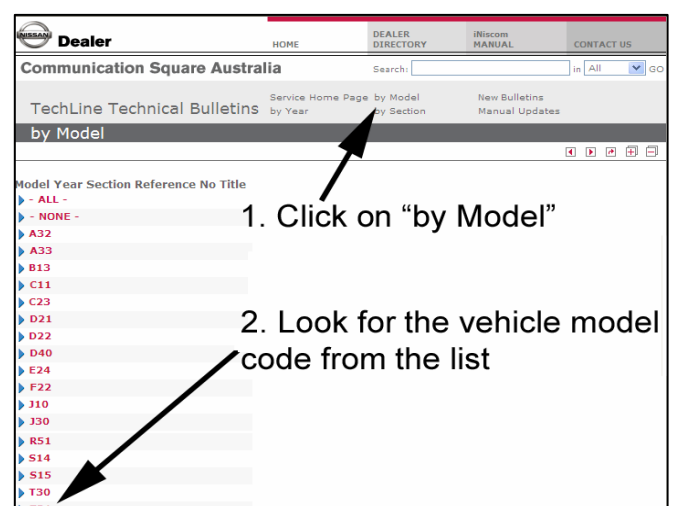 NISSAN Dealer
HOME
DEALER DIRECTORY
iNiscom MANUAL
CONTACT US
Communication Square Australia
Search:
in All
GO
TechLine Technical Bulletins
Service Home Page by Model New Bulletins
by Year by Section Manual Updates
by Model
Model Year Section Reference No Title
- ALL -
- NONE -
A32
A33
B13
C11
C23
D21
D22
D40
E24
F22
J10
J30
R51
S14
S15
T30
1. Click on “by Model”
2. Look for the vehicle model
code from the list